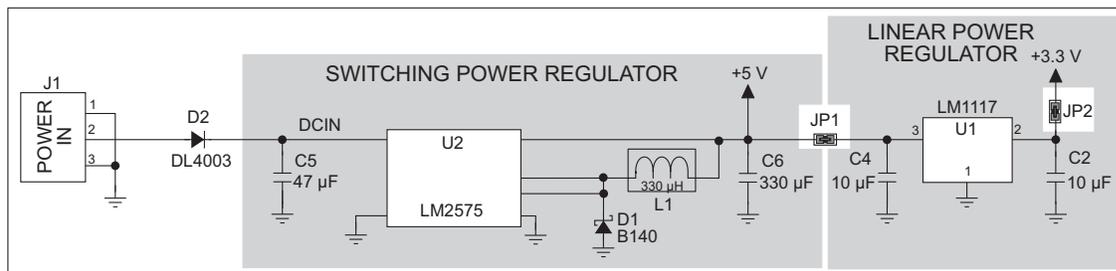 LINEAR POWER
REGULATOR
SWITCHING POWER REGULATOR
+5 V
+3.3 V
J1
POWER
IN
1
2
3
D2
DL4003
DCIN
C5
47 µF
U2
LM2575
330 µH
L1
D1
B140
C6
330 µF
JP1
C4
10 µF
LM1117
3
U1
2
1
JP2
C2
10 µF